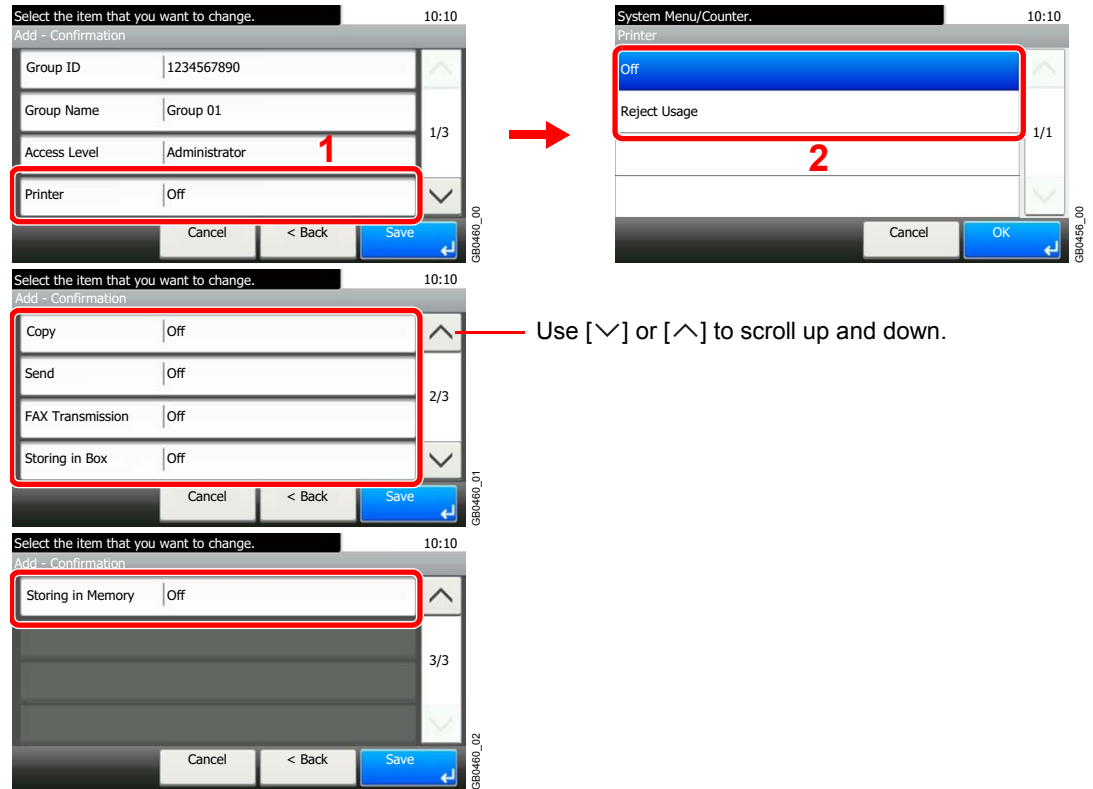 Select the item that you want to change. 10:10
Add - Confirmation
Group ID 1234567890
Group Name Group 01
1/3
Access Level Administrator 1
Printer Off
Cancel < Back Save
GB0460_00
System Menu/Counter. 10:10
Printer
Off
Reject Usage
1/1
2
Cancel OK
GB0456_00
Select the item that you want to change. 10:10
Add - Confirmation
Copy Off
Use [∨] or [∧] to scroll up and down.
Send Off
2/3
FAX Transmission Off
Storing in Box Off
Cancel < Back Save
GB0460_01
Select the item that you want to change. 10:10
Add - Confirmation
Storing in Memory Off
3/3
Cancel < Back Save
GB0460_02